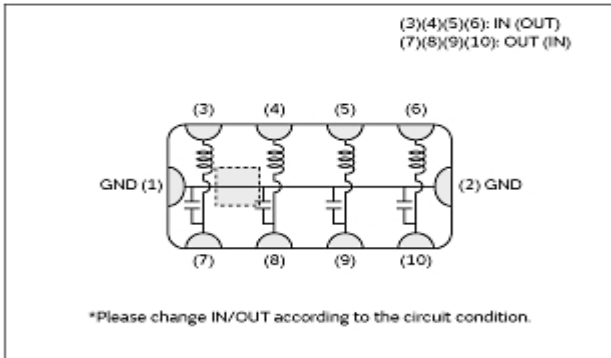 (3)(4)(5)(6): IN (OUT)
(7)(8)(9)(10): OUT (IN)
(3) (4) (5) (6)
GND (1) (2) GND
(7) (8) (9) (10)
*Please change IN/OUT according to the circuit condition.